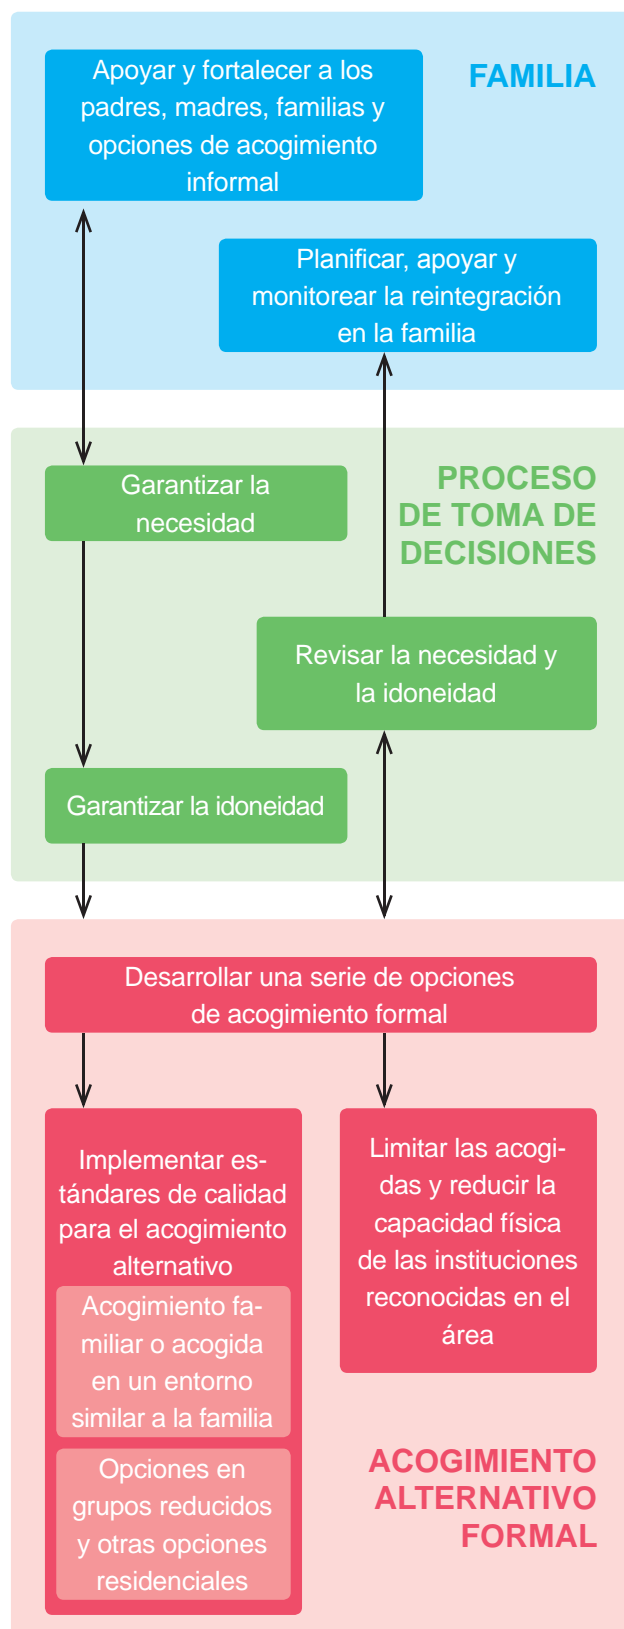 FAMILIA
Apoyar y fortalecer a los
padres, madres, familias y
opciones de acogimiento
informal
Planificar, apoyar y
monitorear la reintegración
en la familia
PROCESO
DE TOMA DE
DECISIONES
Garantizar la
necesidad
Revisar la necesidad y
la idoneidad
Garantizar la idoneidad
Desarrollar una serie de opciones
de acogimiento formal
Implementar es-
tándares de calidad
para el acogimiento
alternativo
Acogimiento fa-
miliar o acogida
en un entorno
similar a la familia
Opciones en
grupos reducidos
y otras opciones
residenciales
Limitar las acogi-
das y reducir la
capacidad física
de las instituciones
reconocidas en el
área
ACOGIMIENTO
ALTERNATIVO
FORMAL